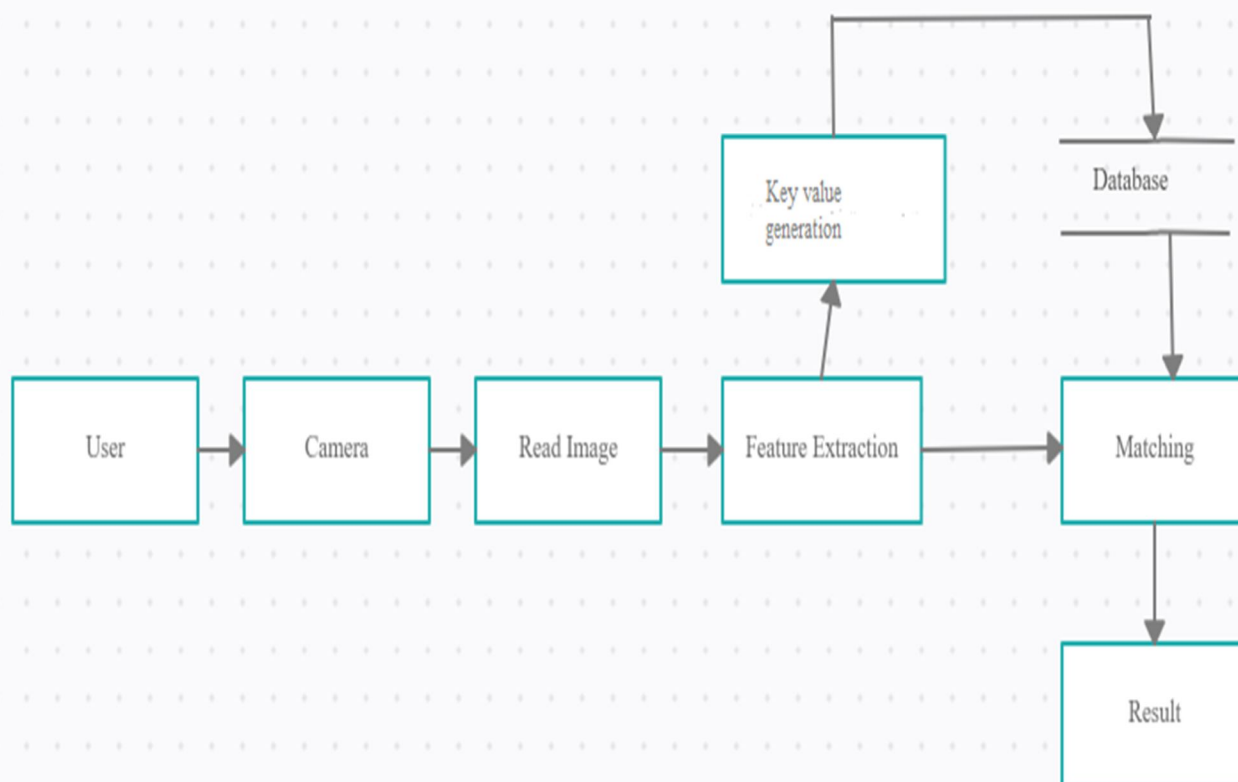 Key value
generation
Database
User
Camera
Read Image
Feature Extraction
Matching
Result